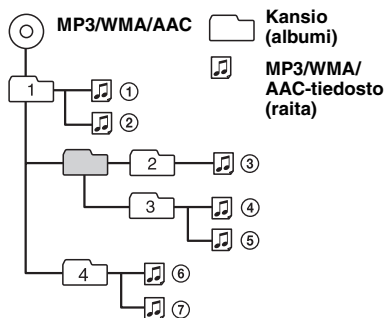 MP3/WMA/AAC
Kansio
(albumi)
MP3/WMA/
AAC-tiedosto
(raita)
1
①
②
2
③
3
④
⑤
4
⑥
⑦